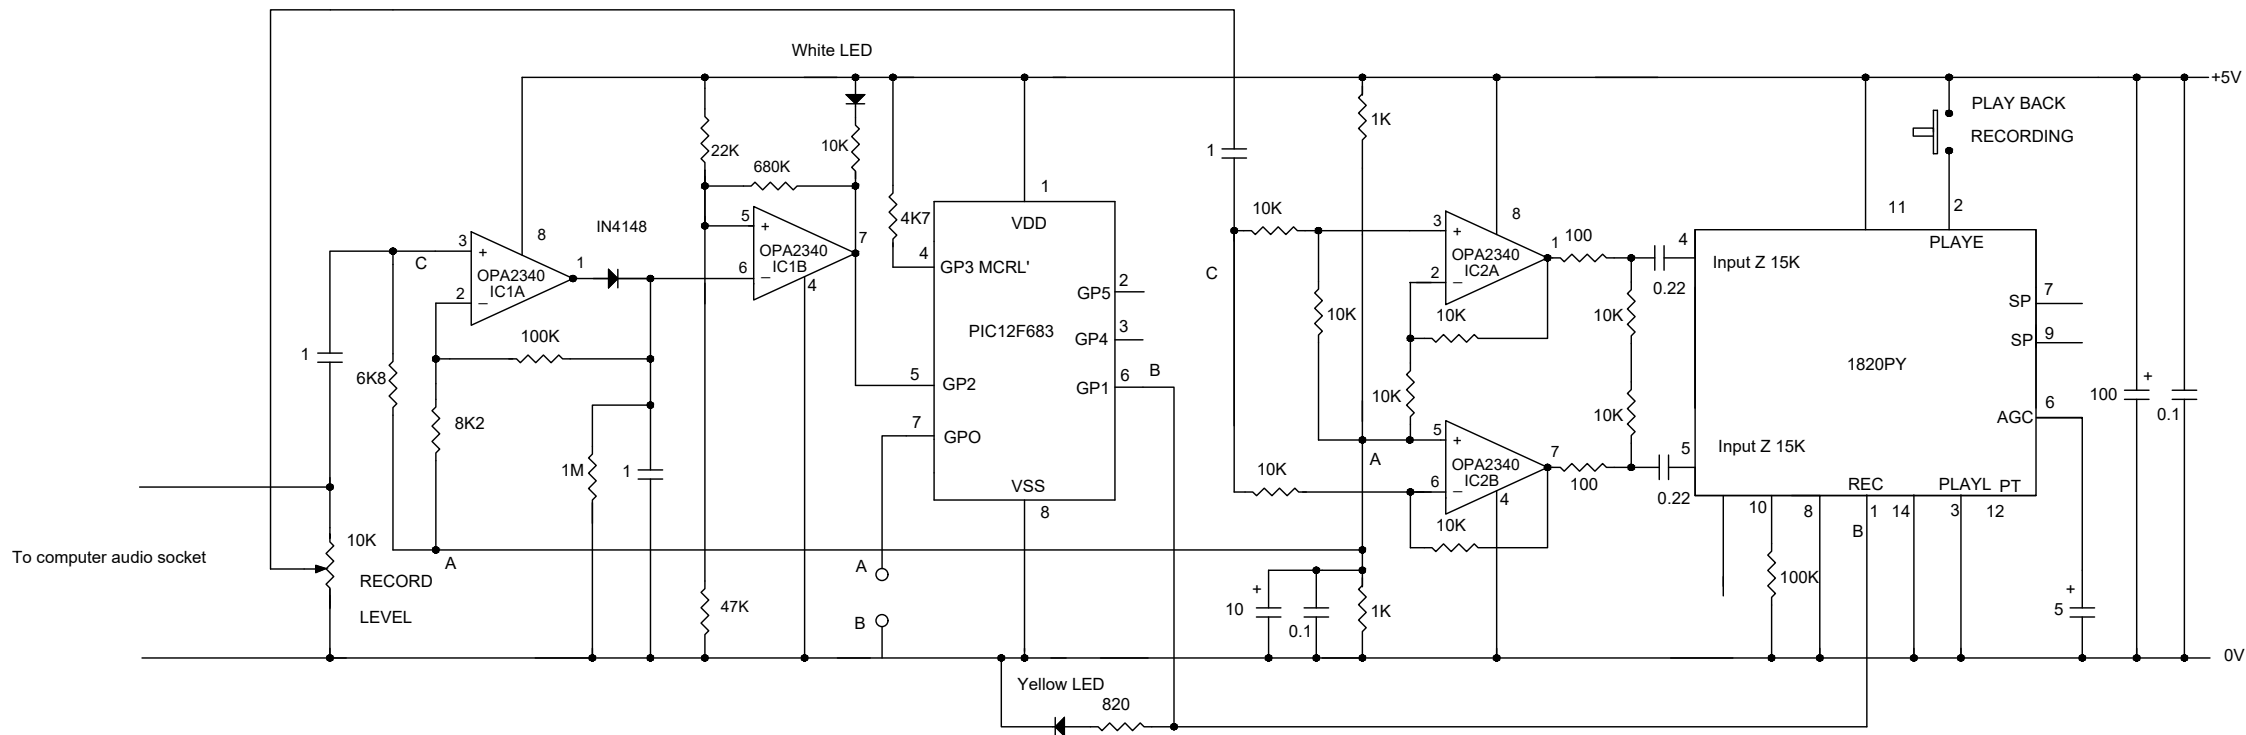 White LED
+5V
PLAY BACK
RECORDING
1K
22K
10K
680K
1
1
11
2
10K
4K7
VDD
IN4148
8
3
+
C
OPA2340
IC1A
1
2
–
5
+
OPA2340
IC1B
7
6
–
4
4
GP3 MCRL'
2
GP5
3
GP4
PIC12F683
6
B
GP1
5
GP2
7
GPO
VSS
8
C
3
+
8
OPA2340
IC2A
1
100
2
–
10K
10K
10K
10K
4
0.22
Input Z 15K
PLAYE
SP
7
SP
9
1820PY
AGC
6
+
100
0.1
100K
1
6K8
8K2
1M
1
10K
5
+
A
OPA2340
IC2B
7
100
10K
6
–
4
10K
5
0.22
Input Z 15K
REC
PLAYL
PT
10
8
1
14
3
12
B
100K
+
5
To computer audio socket
10K
RECORD
LEVEL
A
47K
A
B
+
10
0.1
1K
0V
Yellow LED
820